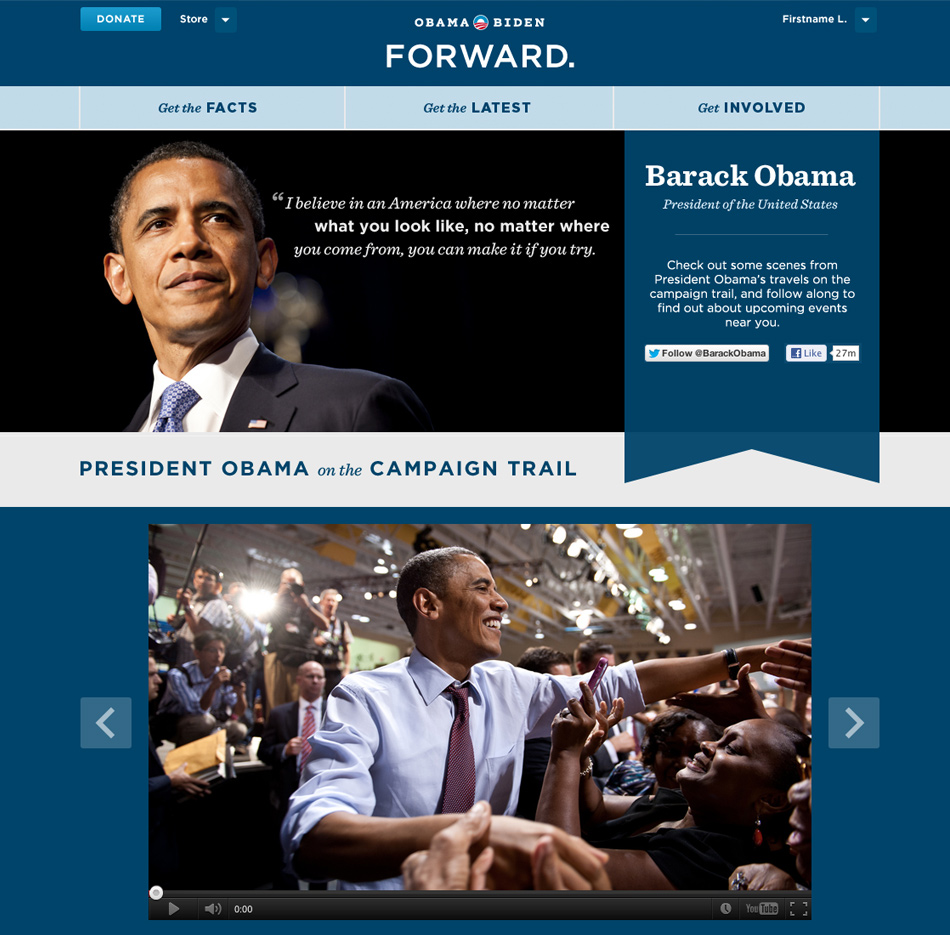 DONATE
Store
OBAMA BIDEN
Firstname L.
FORWARD.
Get the FACTS
Get the LATEST
Get INVOLVED
“I believe in an America where no matter
what you look like, no matter where
you come from, you can make it if you try.
Barack Obama
President of the United States
Check out some scenes from
President Obama's travels on the
campaign trail, and follow along to
find out about upcoming events
near you.
Follow @BarackObama
Like
27m
PRESIDENT OBAMA on the CAMPAIGN TRAIL
0:00
YouTube